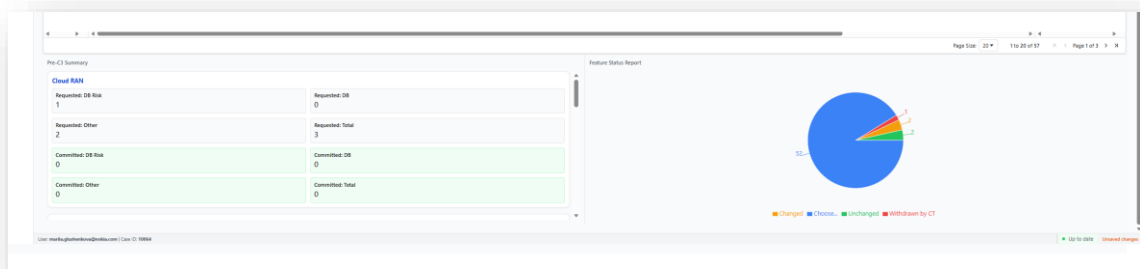 Page Size: 20 1 to 20 of 57 Page 1 of 3
Pre-C3 Summary
Feature Status Report
Cloud RAN
Requested: DB Risk
1
Requested: DB
0
Requested: Other
2
Requested: Total
3
Committed: DB Risk
0
Committed: DB
0
Committed: Other
0
Committed: Total
0
1
2
2
52
Changed Choose... Unchanged Withdrawn by CT
User: | Case ID:
Up to date Unsaved changes